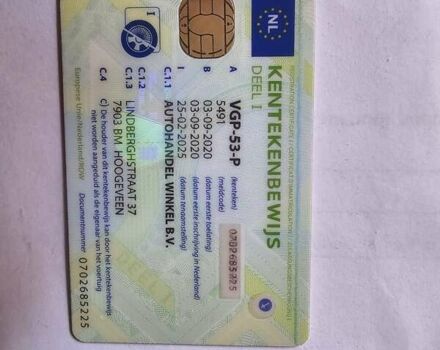 NL
KENTEKENBEWIJS
DEEL I
A VGP-53-P (kenteken)
5491 (meldcode)
0702685225
B 03-09-2020 (datum eerste toelating)
03-09-2020 (datum eerste inschrijving in Nederland)
I 25-02-2025 (datum tenaamstelling)
C.1.1 AUTOHANDEL WINKEL B.V.
C.1.2
C.1.3 LINDBERGHSTRAAT 37
7903 BM HOOGEVEEN
C.4 c) De houder van dit kentekenbewijs kan door het kentekenbewijs
niet worden aangeduid als de eigenaar van het voertuig
Europese Unie/Nederland/RDW Documentnummer 0702685225